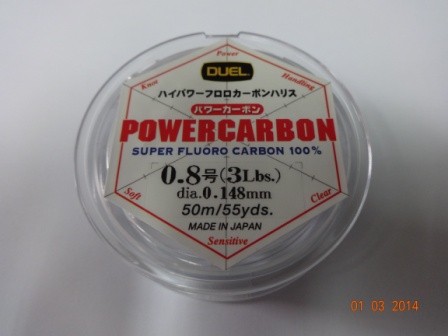 Power
DUEL
Knot
Handling
ハイパワーフロロカーボンハリス
パワーカーボン
POWERCARBON
SUPER FLUORO CARBON 100%
0.8号(3Lbs.)
dia.0.148mm
Soft
Clear
50m/55yds.
MADE IN JAPAN
Sensitive
01 03 2014